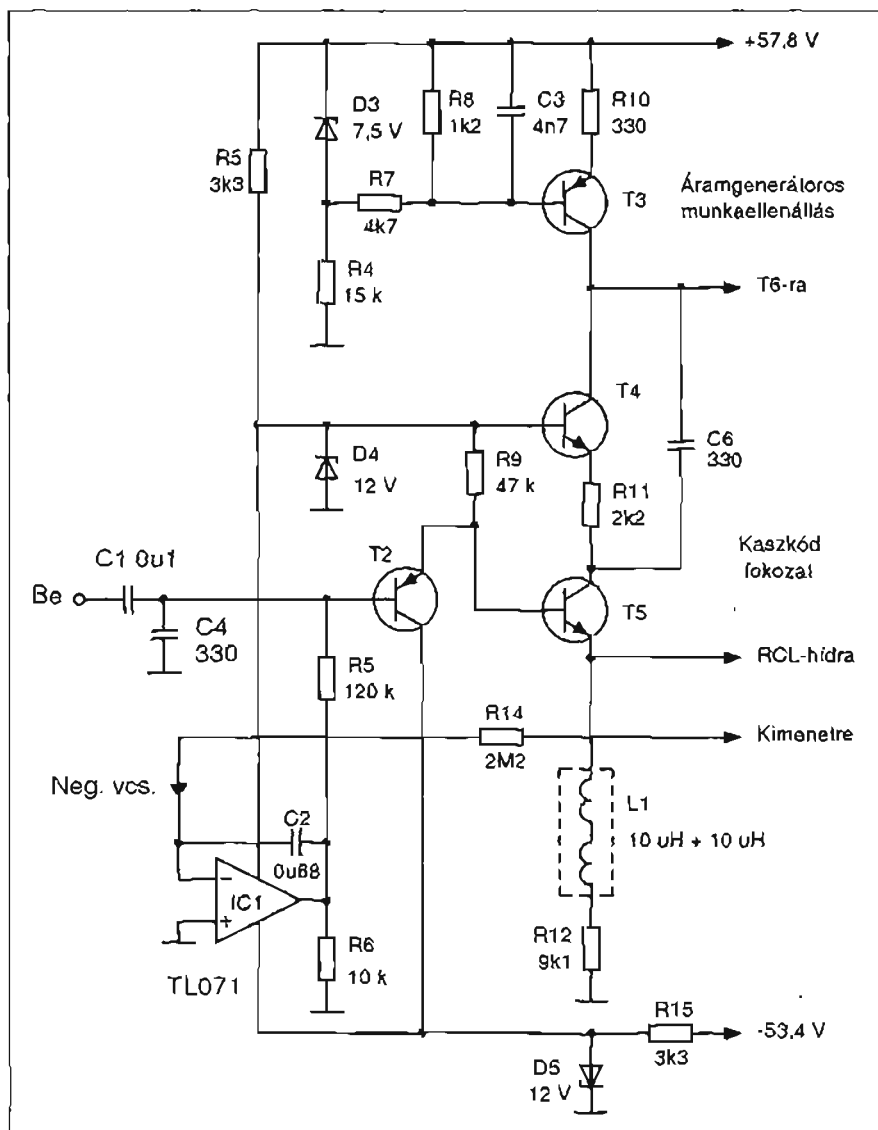 +57,8 V
D3
7,5 V
R8
1k2
C3
4n7
R10
330
R5
3k3
R7
4k7
T3
Áramgenerátoros
munkaellenállás
R4
15 k
T6-ra
T4
D4
12 V
R9
47 k
C6
330
R11
2k2
C1 0u1
T2
Kaszkód
fokozat
Be
C4
330
T5
R5
120 k
RCL-hídra
R14
2M2
Kimenetre
Neg. vcs.
L1
C2
0u68
10 uH + 10 uH
IC1
-
+
R6
10 k
R12
9k1
TL071
R15
3k3
-53,4 V
D5
12 V